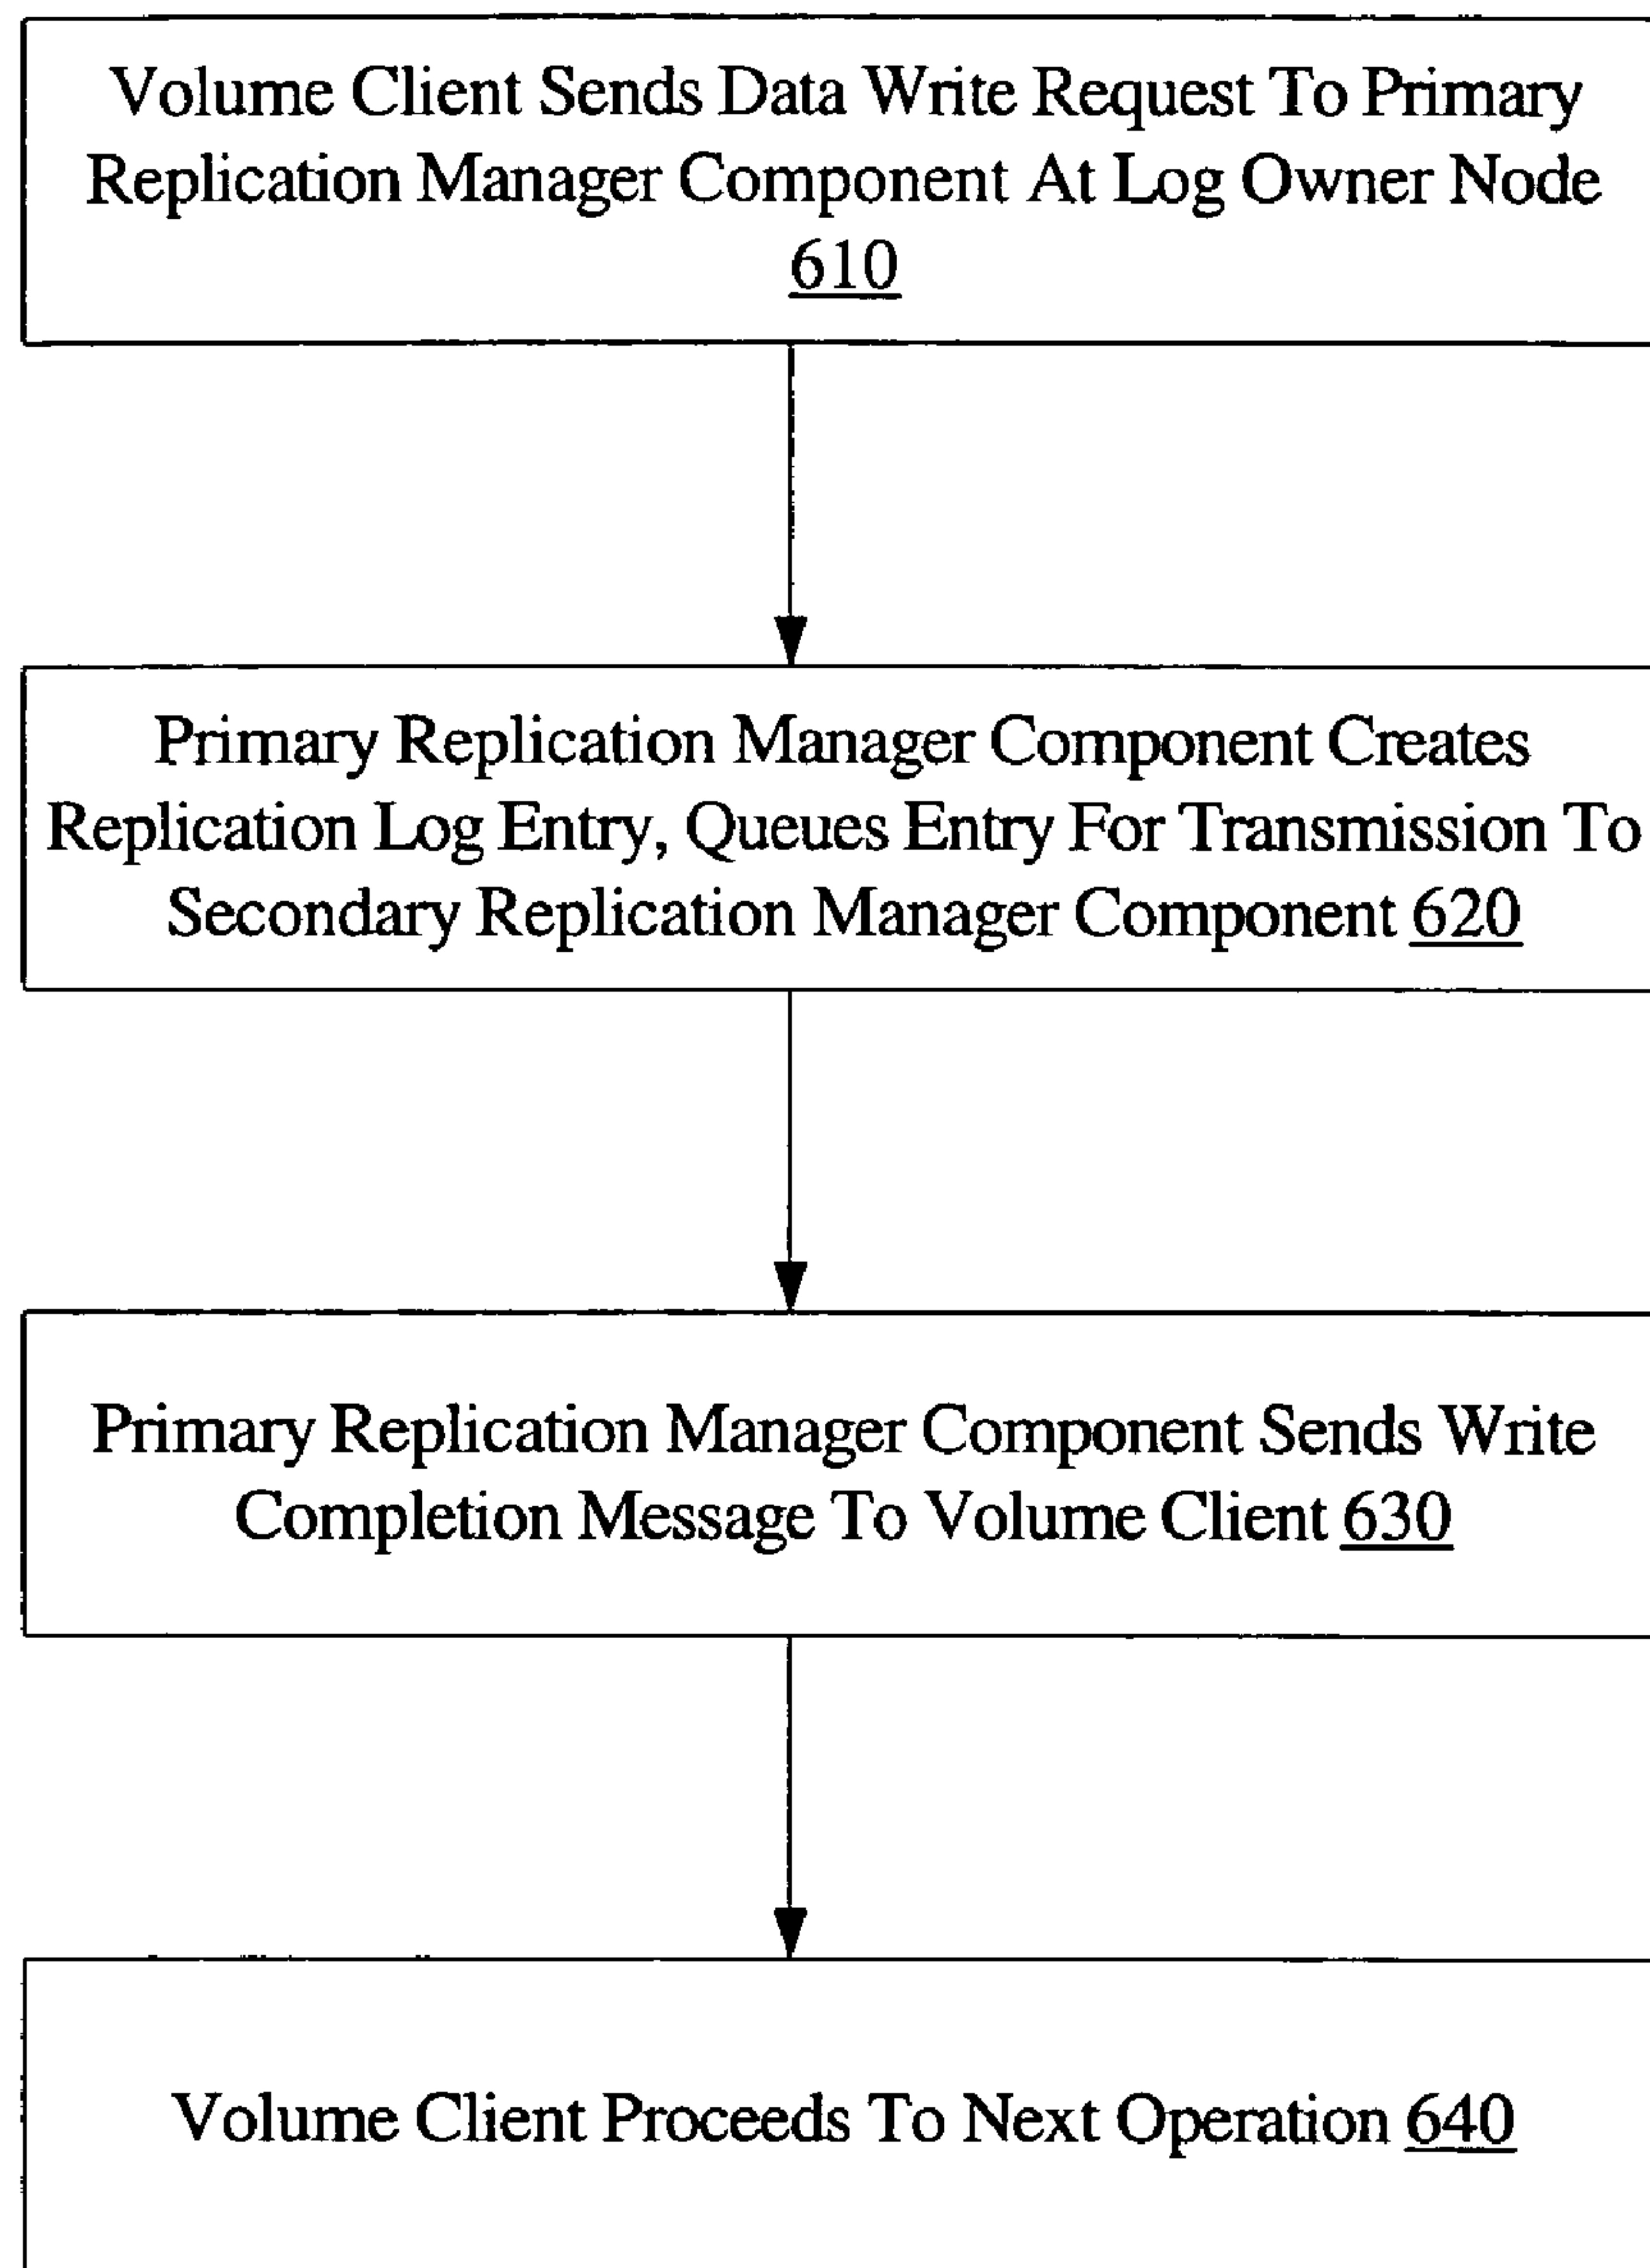 Volume Client Sends Data Write Request To Primary
Replication Manager Component At Log Owner Node
610
Primary Replication Manager Component Creates
Replication Log Entry, Queues Entry For Transmission To
Secondary Replication Manager Component 620
Primary Replication Manager Component Sends Write
Completion Message To Volume Client 630
Volume Client Proceeds To Next Operation 640